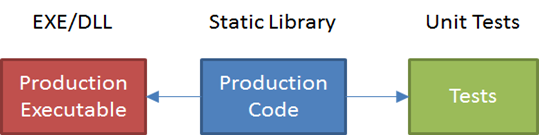 EXE/DLL
Static Library
Unit Tests
Production
Executable
Production
Code
Tests